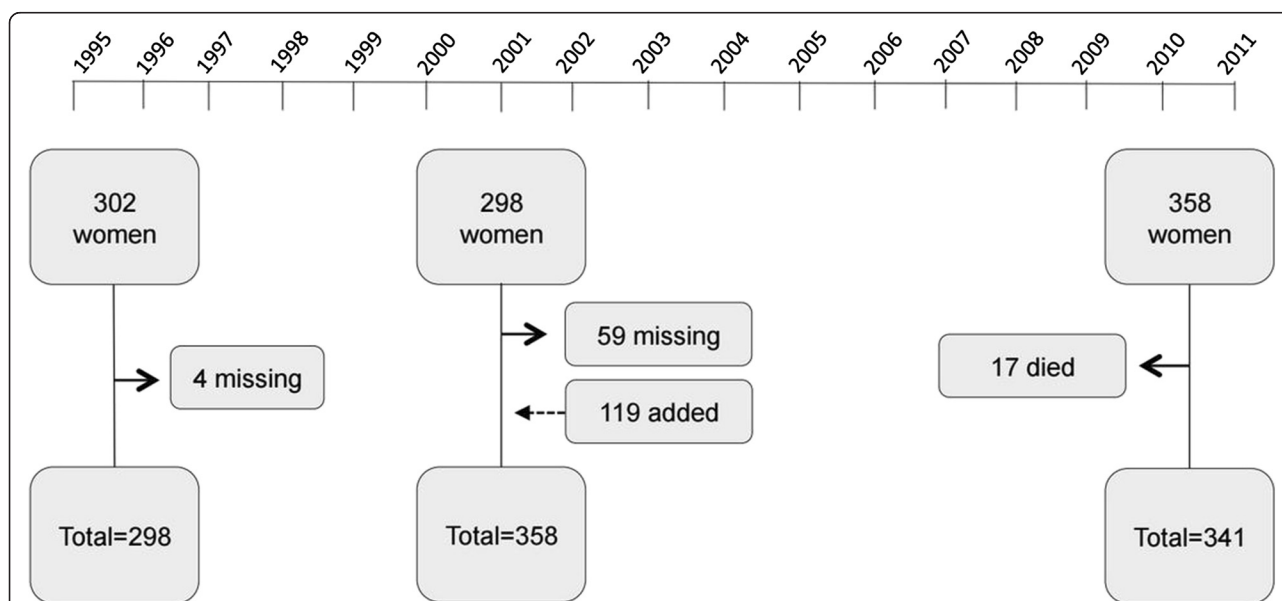 1995 1996 1997 1998 1999 2000 2001 2002 2003 2004 2005 2006 2007 2008 2009 2010 2011
302
women
298
women
358
women
59 missing
4 missing
17 died
119 added
Total=298
Total=358
Total=341